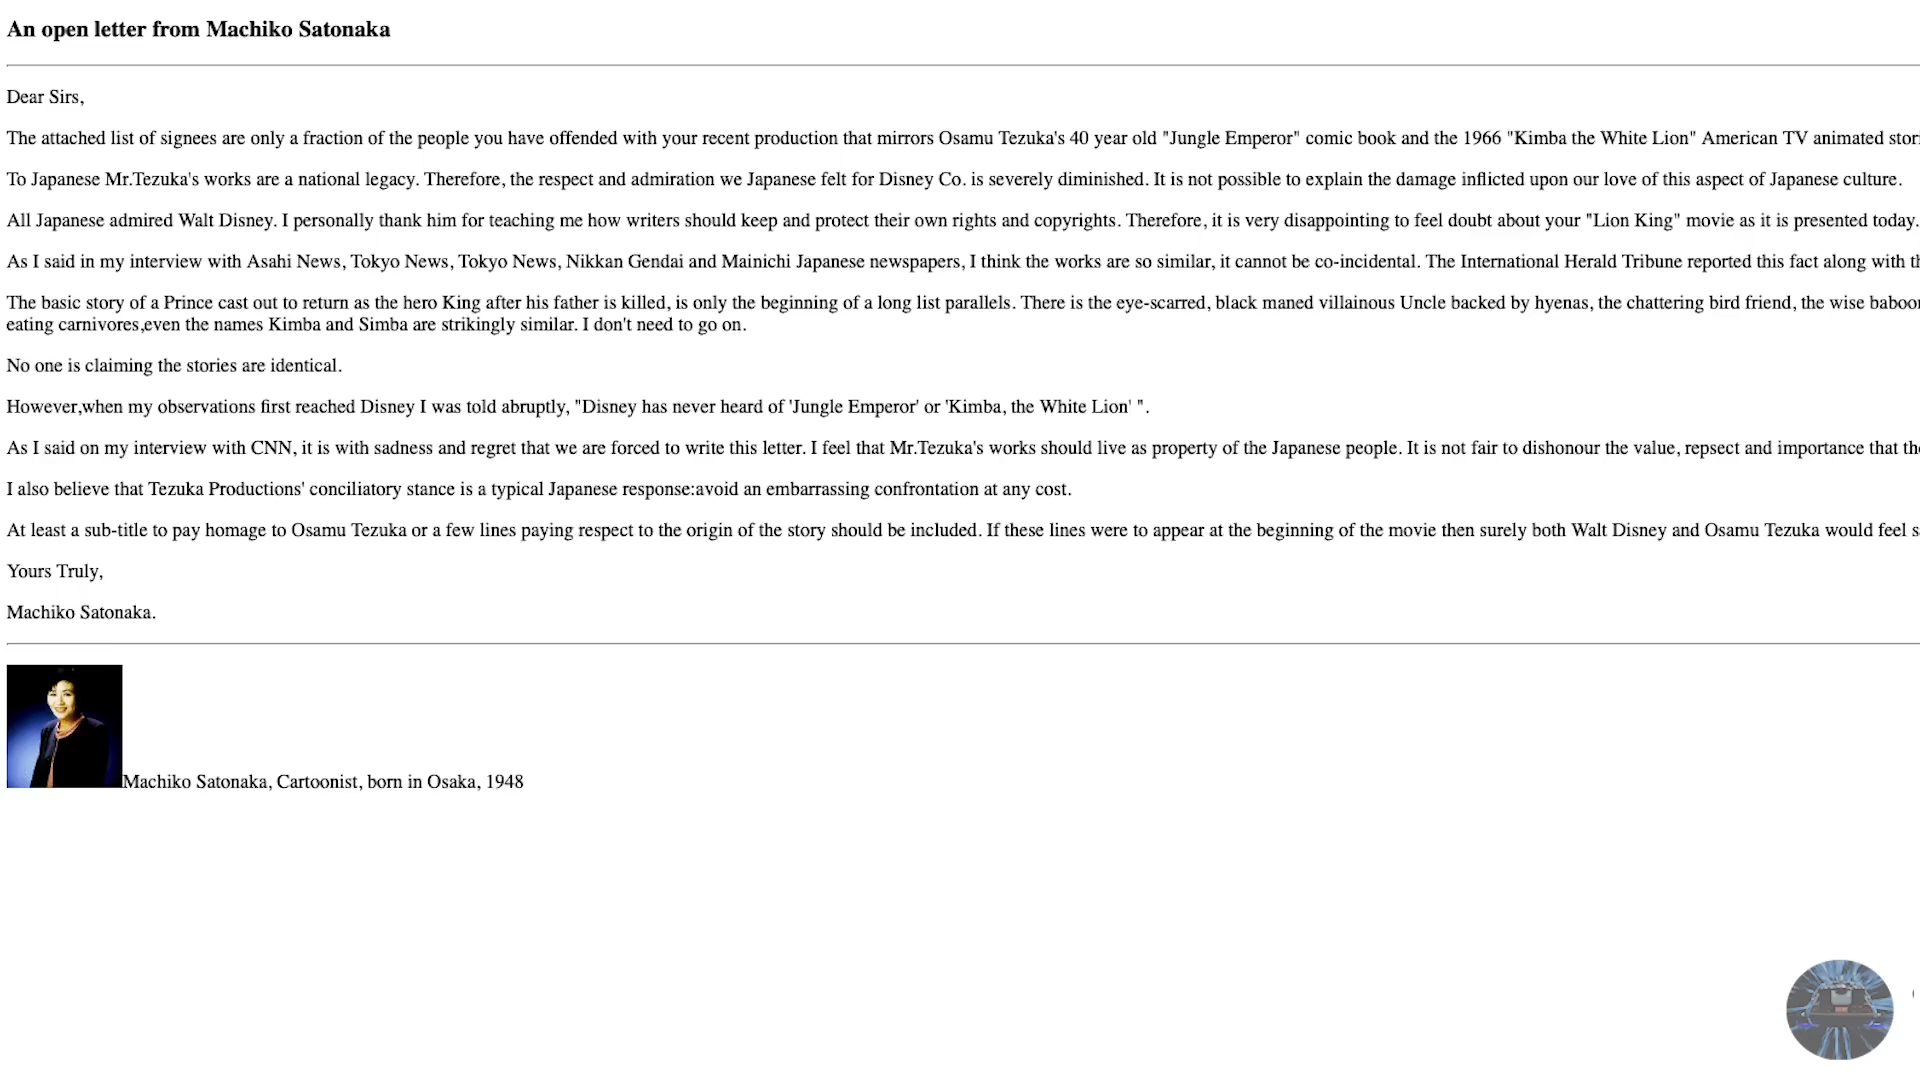 An open letter from Machiko Satonaka
Dear Sirs,
The attached list of signees are only a fraction of the people you have offended with your recent production that mirrors Osamu Tezuka's 40 year old "Jungle Emperor" comic book and the 1966 "Kimba the White Lion" American TV animated
To Japanese Mr.Tezuka's works are a national legacy. Therefore, the respect and admiration we Japanese felt for Disney Co. is severely diminished. It is not possible to explain the damage inflicted upon our love of this aspect of Japanese culture.
All Japanese admired Walt Disney. I personally thank him for teaching me how writers should keep and protect their own rights and copyrights. Therefore, it is very disappointing to feel doubt about your "Lion King" movie as it is presented today.
As I said in my interview with Asahi News, Tokyo News, Tokyo News, Nikkan Gendai and Mainichi Japanese newspapers, I think the works are so similar, it cannot be co-incidental. The International Herald Tribune reported this fact along with
The basic story of a Prince cast out to return as the hero King after his father is killed, is only the beginning of a long list parallels. There is the eye-scarred, black maned villainous Uncle backed by hyenas, the chattering bird friend, the wise
eating carnivores,even the names Kimba and Simba are strikingly similar. I don't need to go on.
No one is claiming the stories are identical.
However,when my observations first reached Disney I was told abruptly, "Disney has never heard of 'Jungle Emperor' or 'Kimba, the White Lion' ".
As I said on my interview with CNN, it is with sadness and regret that we are forced to write this letter. I feel that Mr.Tezuka's works should live as property of the Japanese people. It is not fair to dishonour the value, repsect and importance that
I also believe that Tezuka Productions' conciliatory stance is a typical Japanese response:avoid an embarrassing confrontation at any cost.
At least a sub-title to pay homage to Osamu Tezuka or a few lines paying respect to the origin of the story should be included. If these lines were to appear at the beginning of the movie then surely both Walt Disney and Osamu Tezuka would feel
Yours Truly,
Machiko Satonaka.
Machiko Satonaka, Cartoonist, born in Osaka, 1948